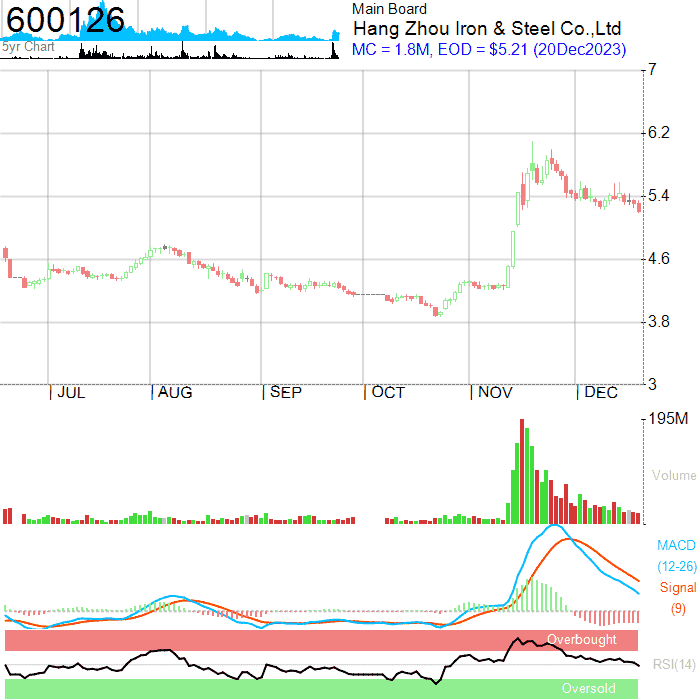 600126
5yr Chart
Main Board
Hang Zhou Iron & Steel Co.,Ltd
MC = 1.8M, EOD = $5.21 (20Dec2023)
7
6.2
5.4
4.6
3.8
3
JUL
AUG
SEP
OCT
NOV
DEC
195M
Volume
MACD
(12-26)
Signal
(9)
Overbought
RSI(14)
Oversold